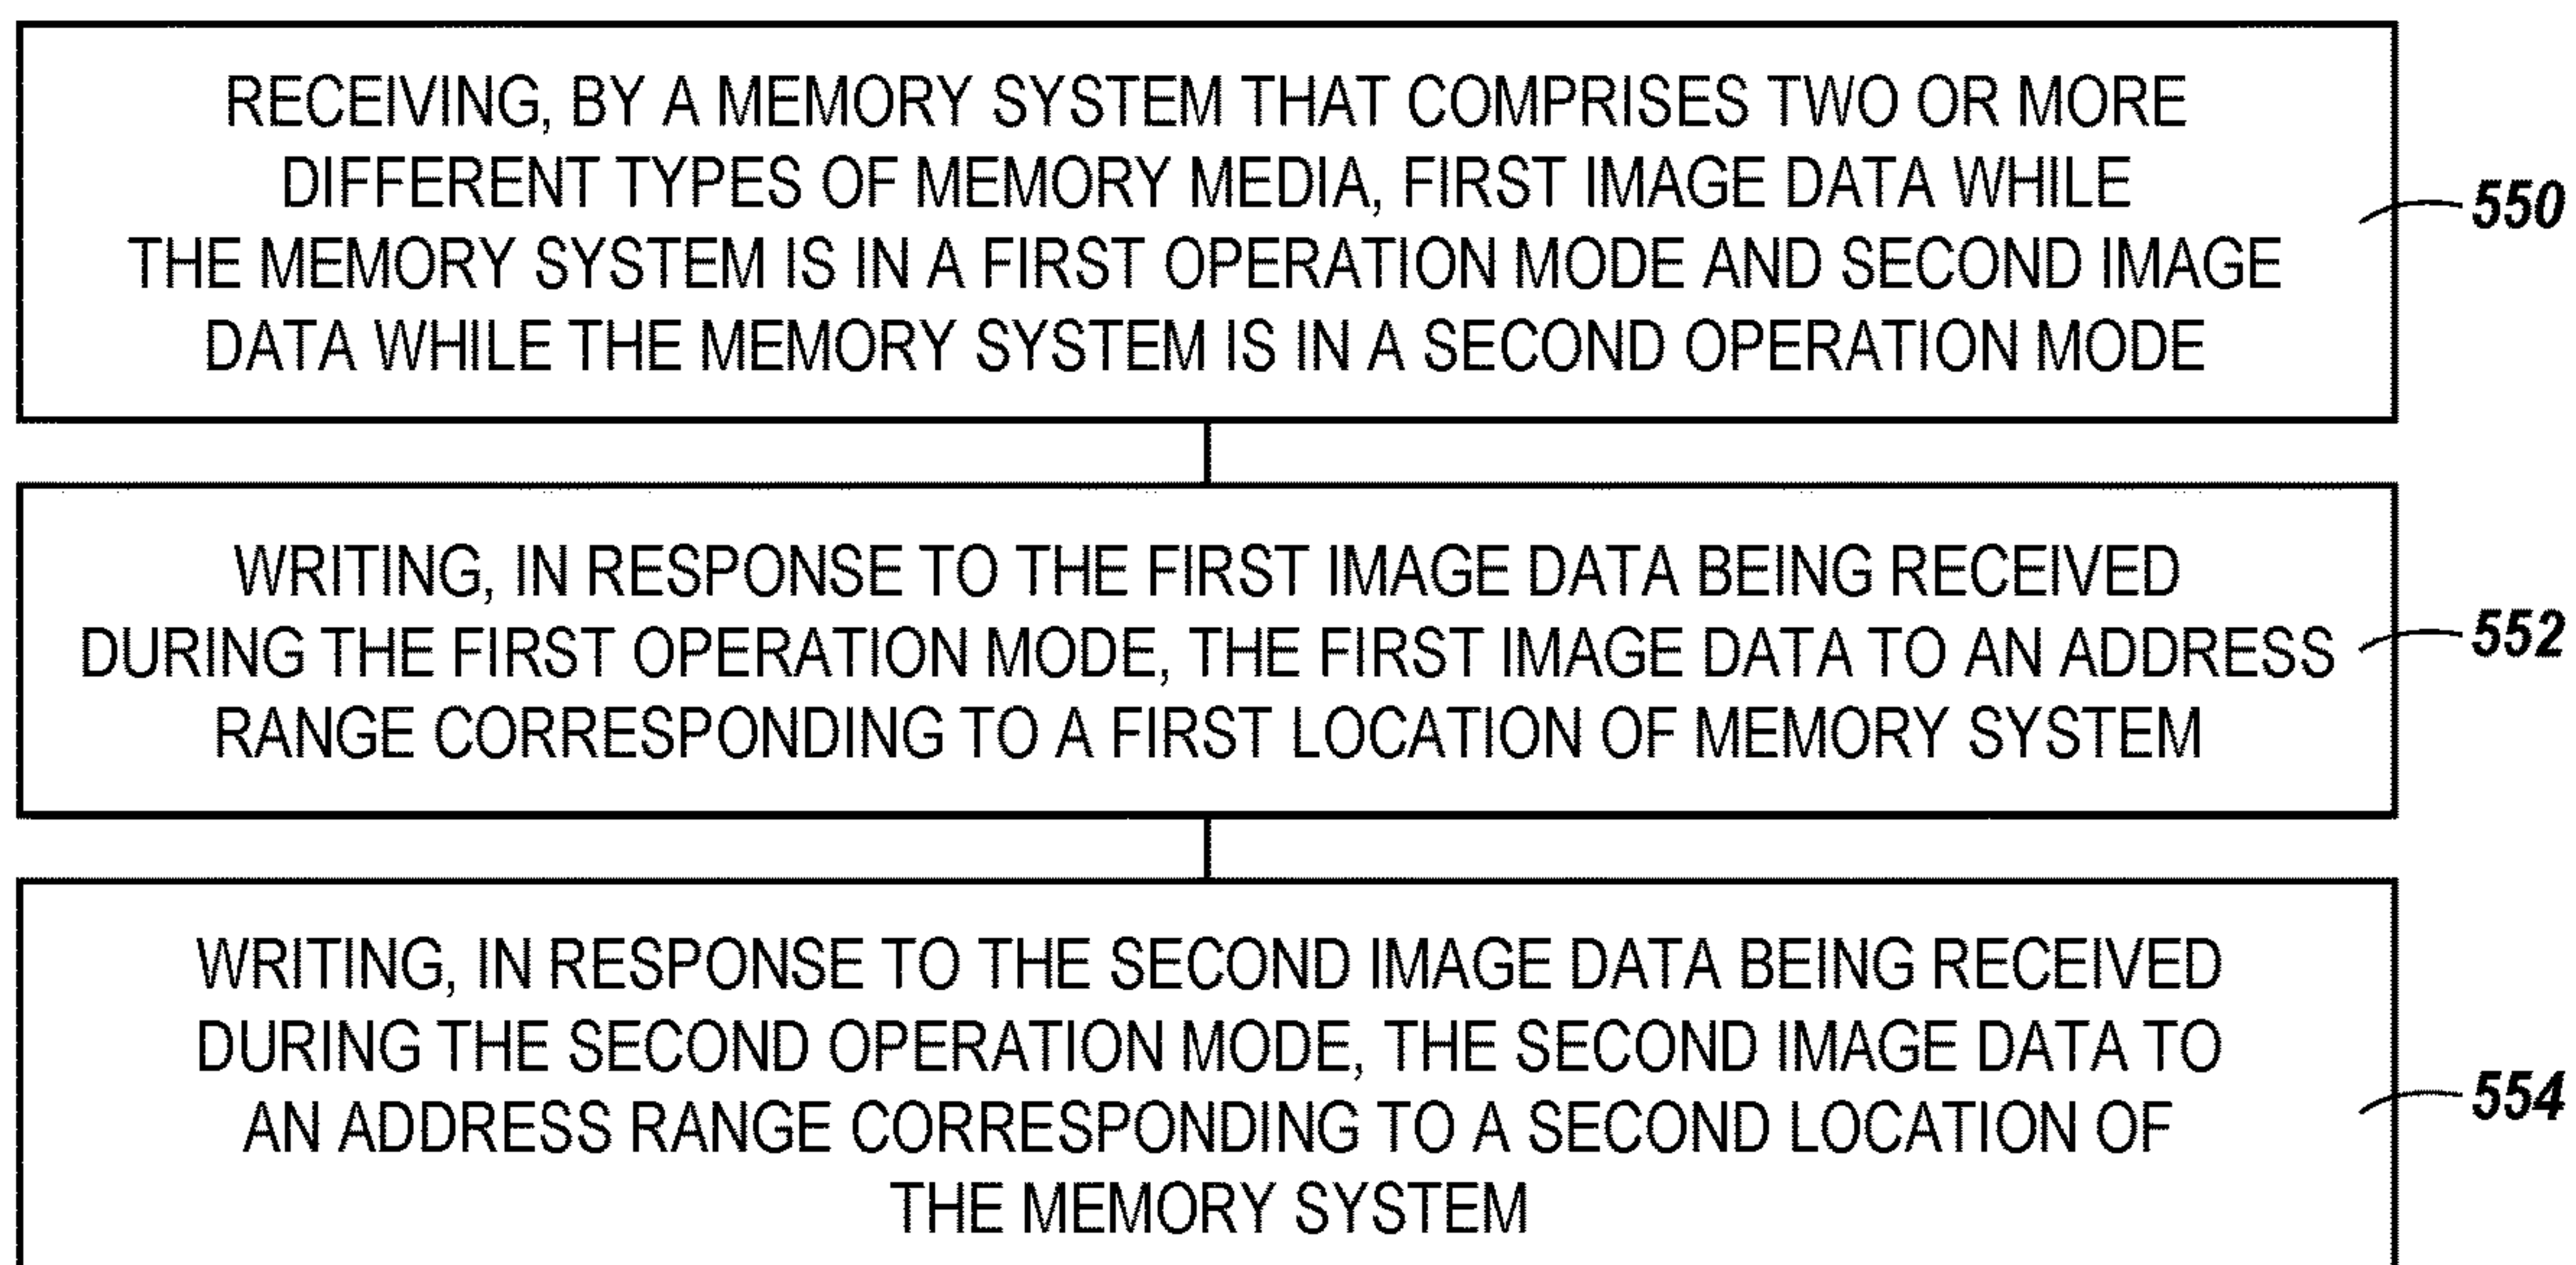 RECEIVING, BY A MEMORY SYSTEM THAT COMPRISES TWO OR MORE
DIFFERENT TYPES OF MEMORY MEDIA, FIRST IMAGE DATA WHILE
THE MEMORY SYSTEM IS IN A FIRST OPERATION MODE AND SECOND IMAGE
DATA WHILE THE MEMORY SYSTEM IS IN A SECOND OPERATION MODE
550
WRITING, IN RESPONSE TO THE FIRST IMAGE DATA BEING RECEIVED
DURING THE FIRST OPERATION MODE, THE FIRST IMAGE DATA TO AN ADDRESS
RANGE CORRESPONDING TO A FIRST LOCATION OF MEMORY SYSTEM
552
WRITING, IN RESPONSE TO THE SECOND IMAGE DATA BEING RECEIVED
DURING THE SECOND OPERATION MODE, THE SECOND IMAGE DATA TO
AN ADDRESS RANGE CORRESPONDING TO A SECOND LOCATION OF
THE MEMORY SYSTEM
554